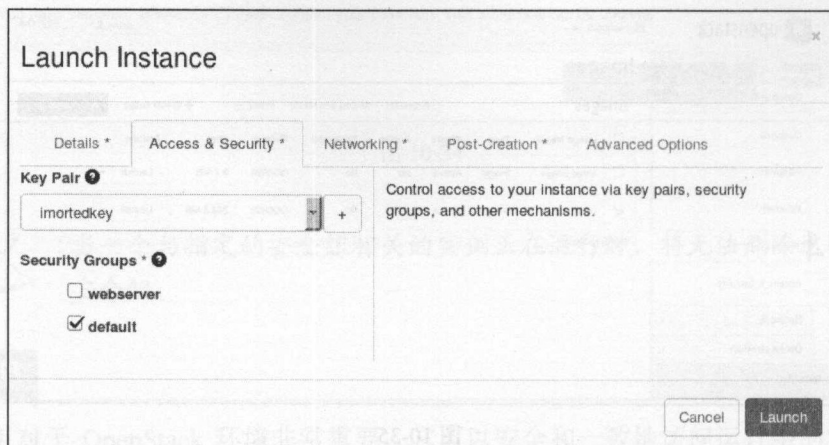 Launch Instance
×
Details * Access & Security * Networking * Post-Creation * Advanced Options
Key Pair ?
imortedkey +
Control access to your instance via key pairs, security
groups, and other mechanisms.
Security Groups * ?
webserver
default
Cancel Launch